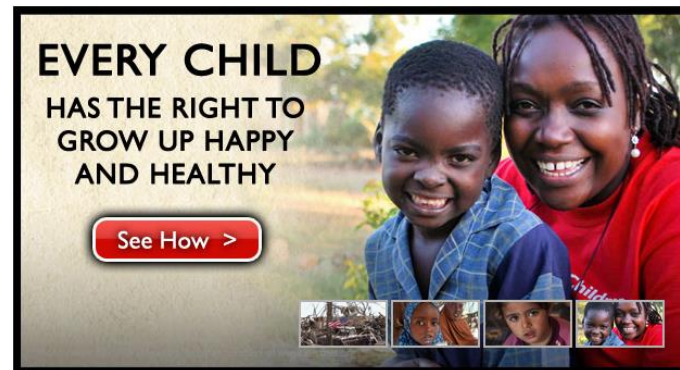 EVERY CHILD
HAS THE RIGHT TO
GROW UP HAPPY
AND HEALTHY
See How >